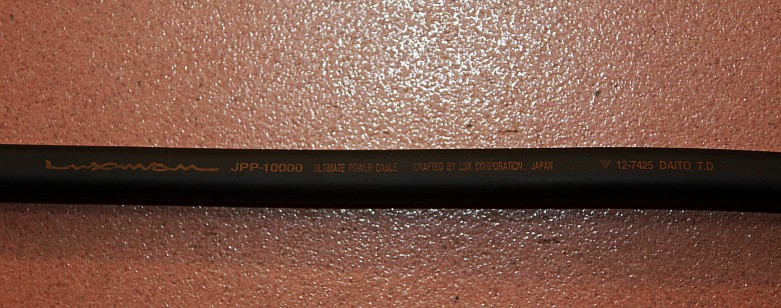 Luxman JPP-10000 ULTIMATE POWER CABLE : CRAFTED BY LUX CORPORATION, JAPAN 12-7425 DAITO T.D